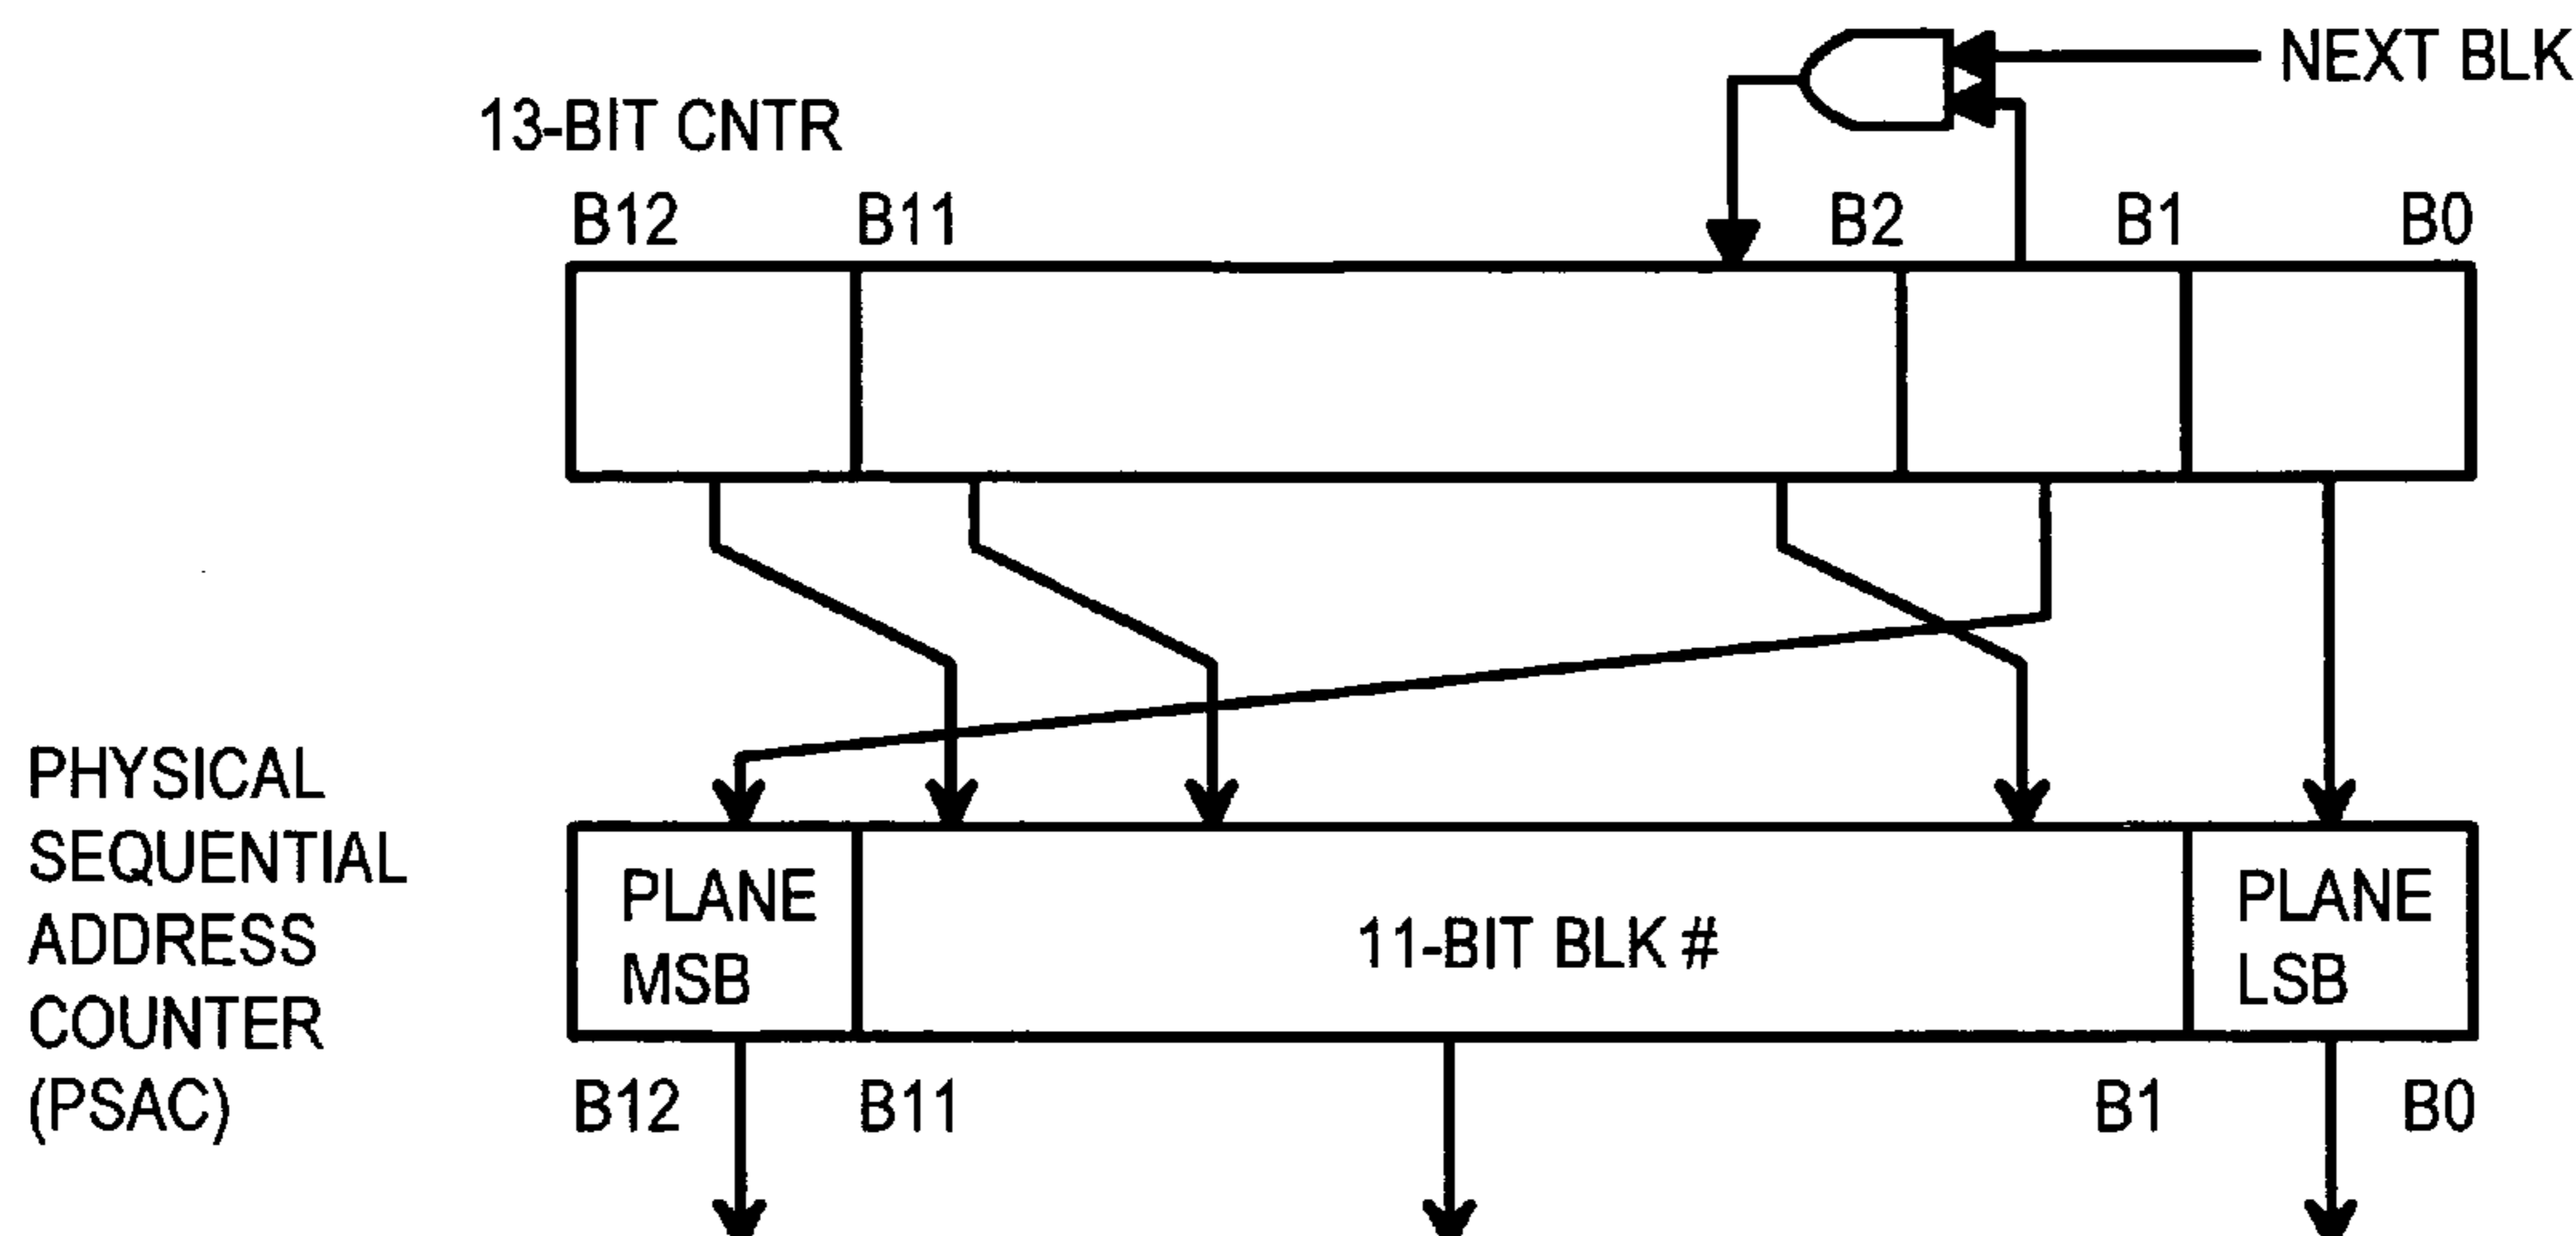 NEXT BLK
13-BIT CNTR
B12 B11 B2 B1 B0
PHYSICAL
SEQUENTIAL
ADDRESS
COUNTER
(PSAC)
PLANE
MSB
11-BIT BLK #
PLANE
LSB
B12 B11 B1 B0